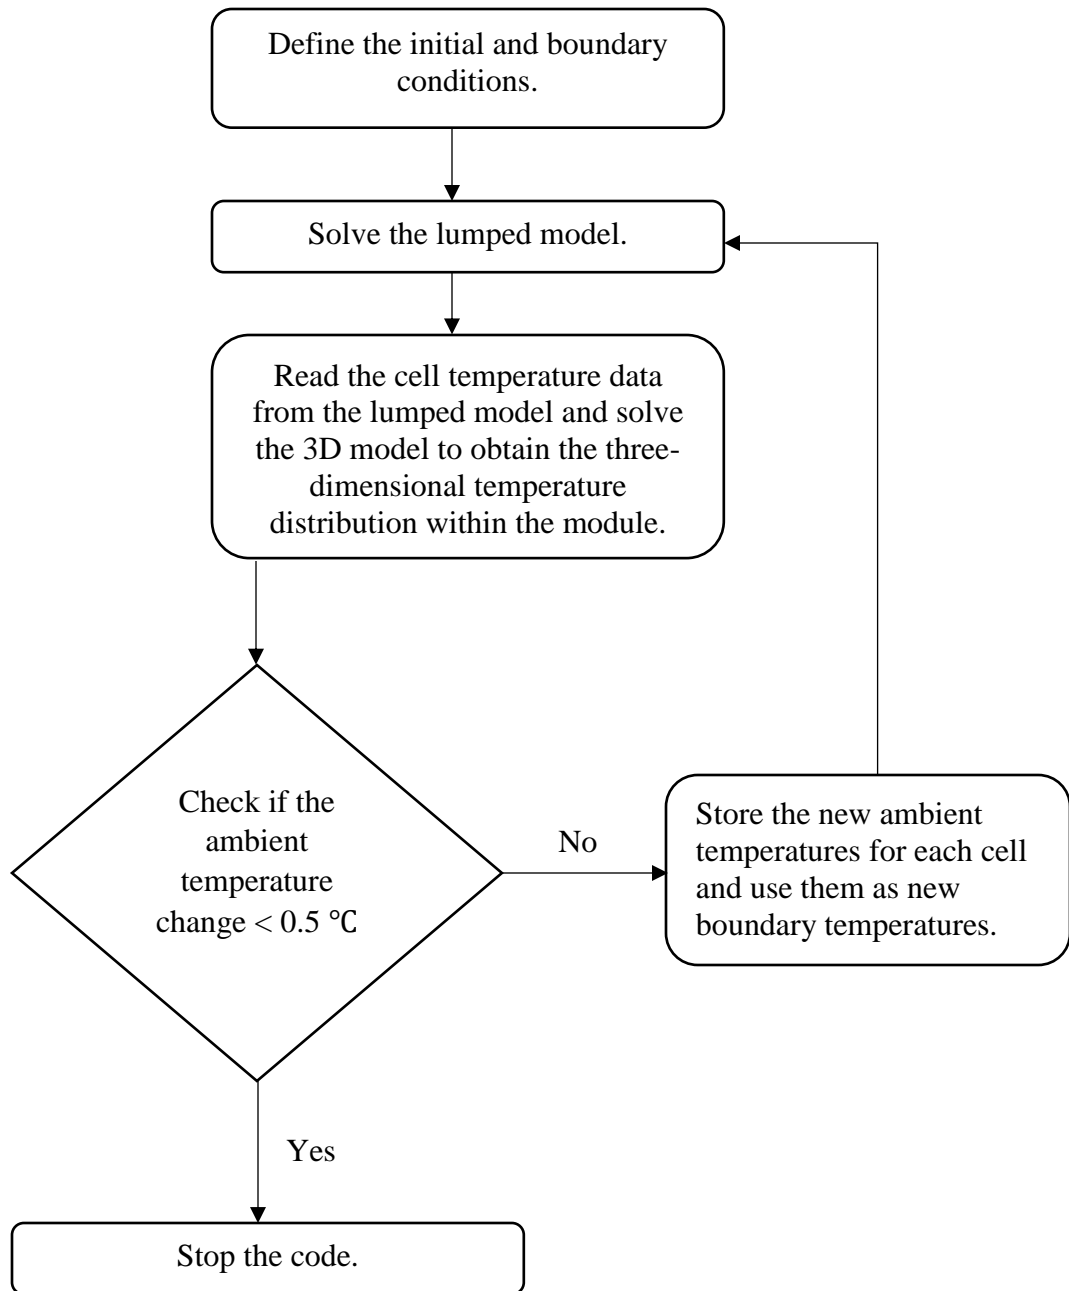 Define the initial and boundary
conditions.
Solve the lumped model.
Read the cell temperature data
from the lumped model and solve
the 3D model to obtain the three-
dimensional temperature
distribution within the module.
Check if the
ambient
temperature
change < 0.5 ℃
No
Store the new ambient
temperatures for each cell
and use them as new
boundary temperatures.
Yes
Stop the code.